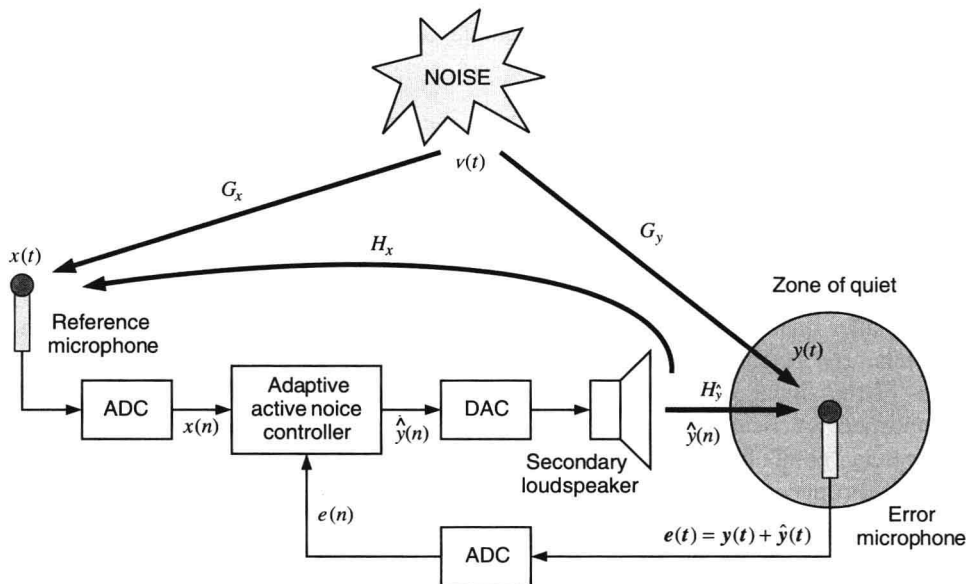 NOISE
v(t)
G_x
G_y
H_x
x(t)
Reference
microphone
Zone of quiet
y(t)
ADC
x(n)
Adaptive
active noice
controller
ŷ(n)
DAC
Secondary
loudspeaker
H_ŷ
ŷ(n)
e(n)
ADC
e(t) = y(t) + ŷ(t)
Error
microphone